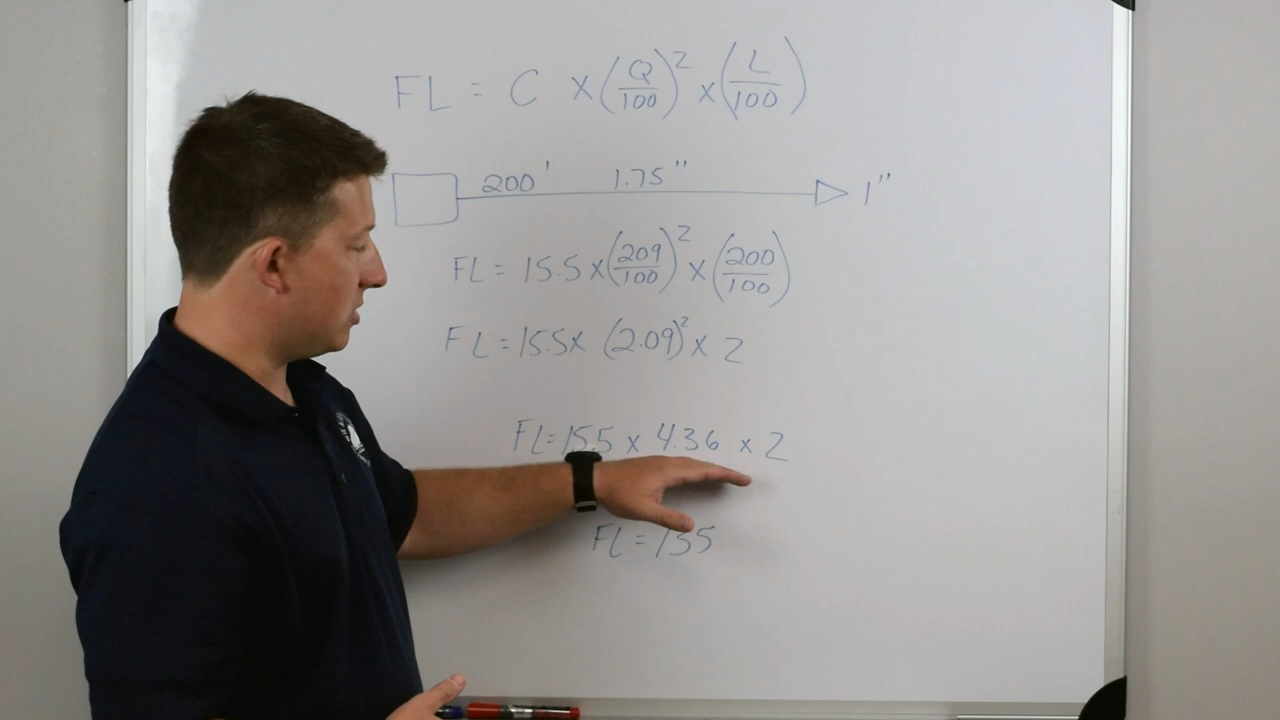 FL = C x (Q/100)² x (L/100)
200' 1.75" 1"
FL = 15.5 x (209/100)² x (200/100)
FL = 15.5 x (2.09)² x 2
FL = 15.5 x 4.36 x 2
FL = 135